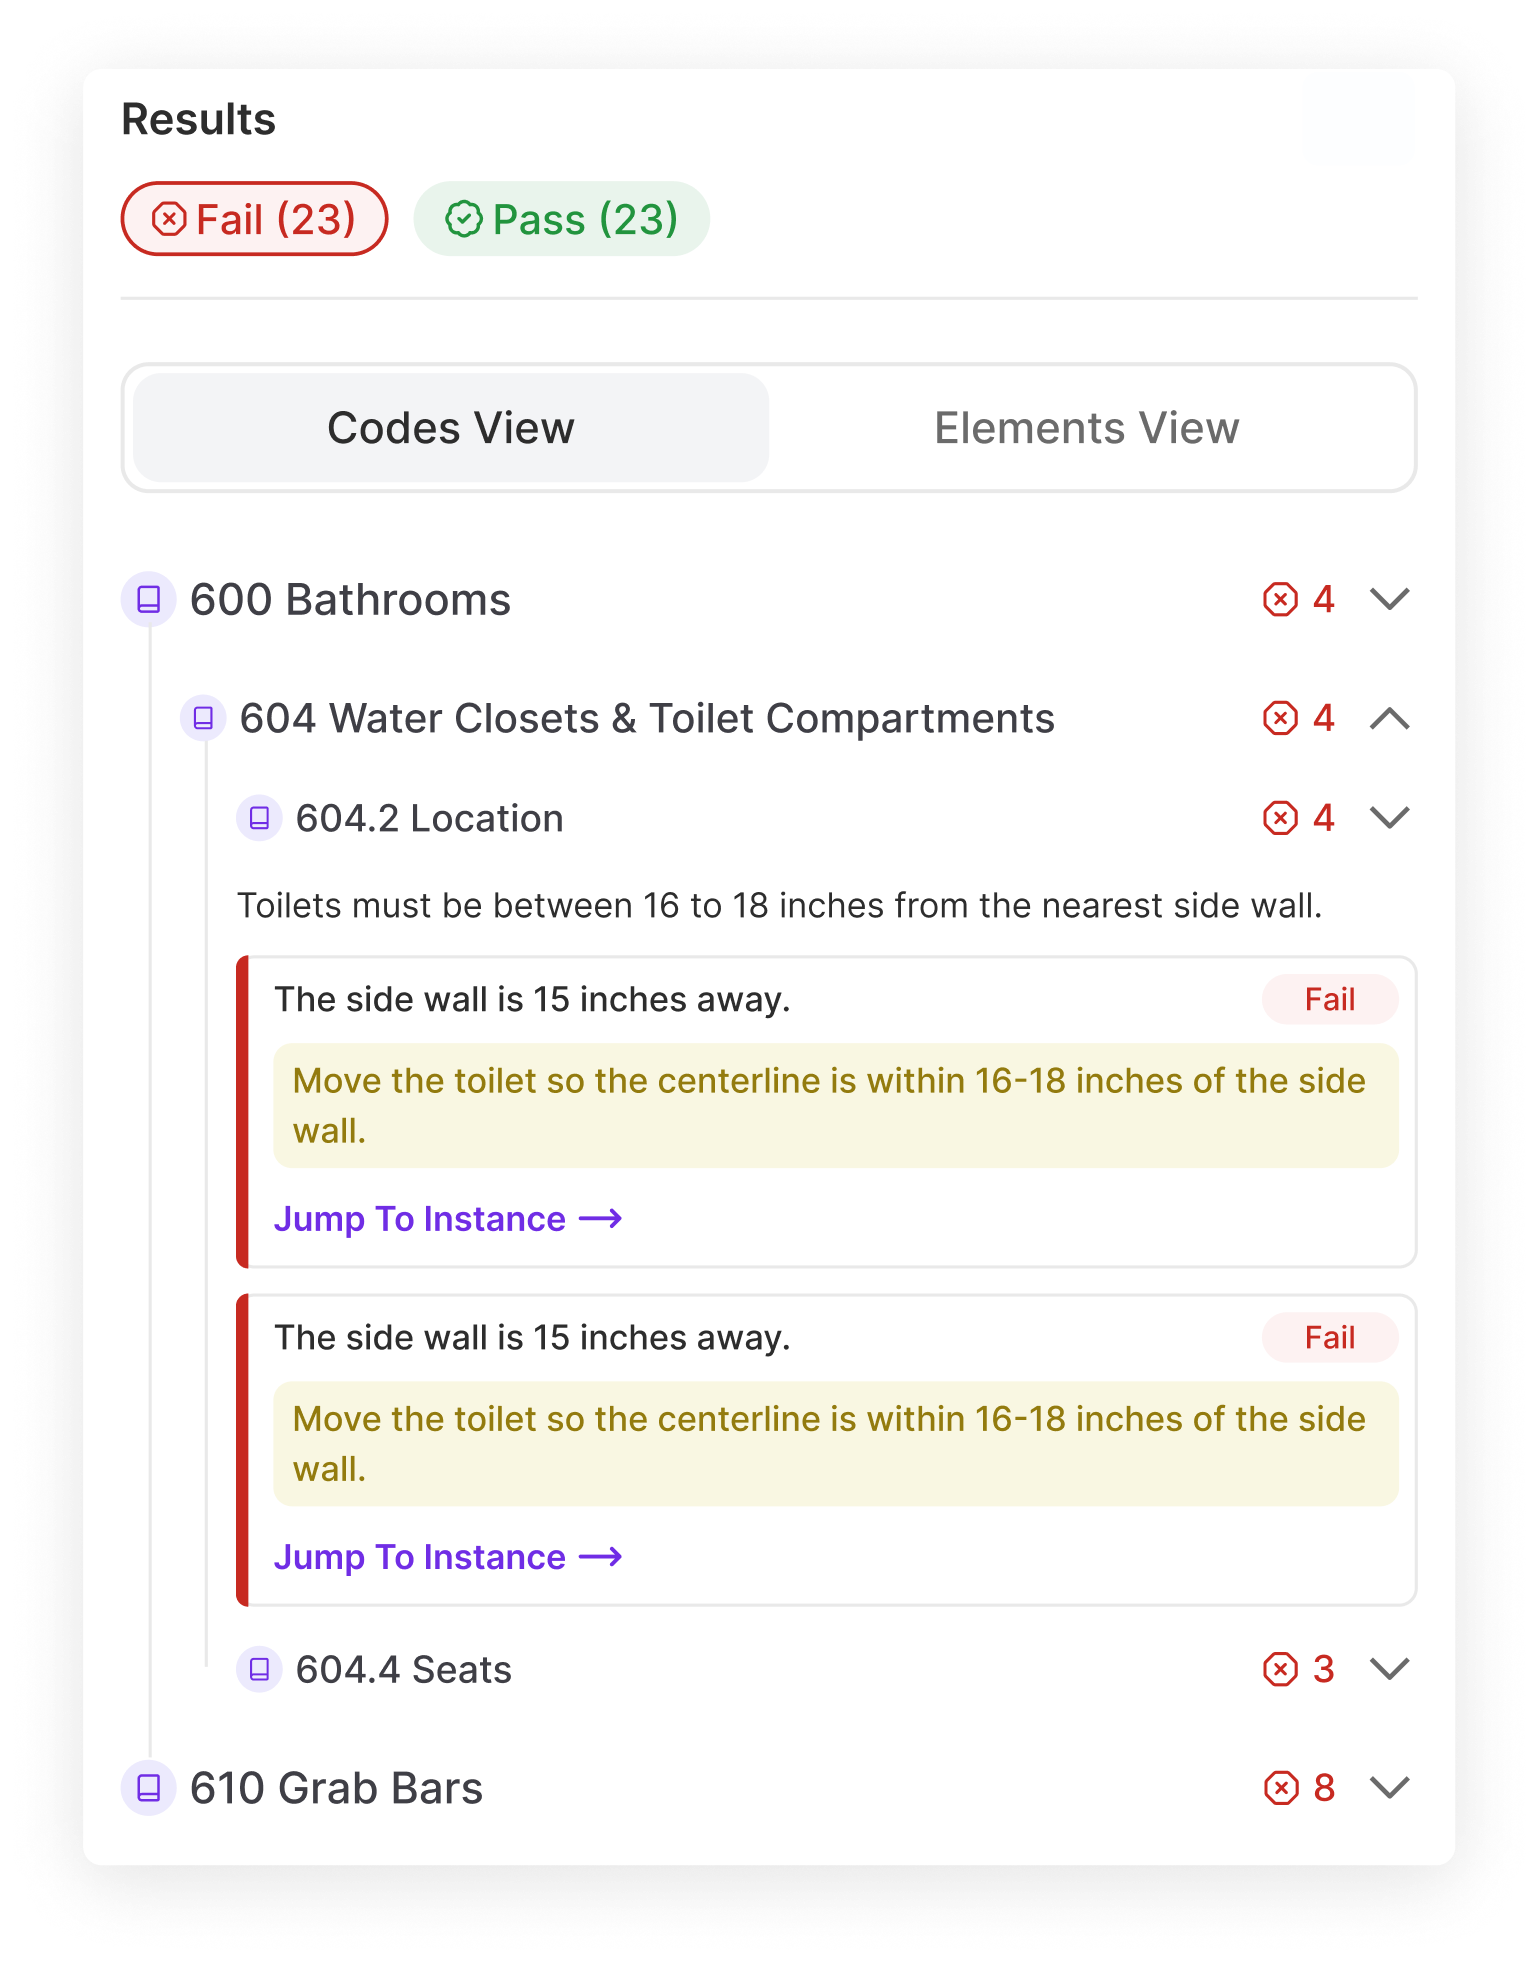 Results
Fail (23) Pass (23)
Codes View Elements View
600 Bathrooms 4
604 Water Closets & Toilet Compartments 4
604.2 Location 4
Toilets must be between 16 to 18 inches from the nearest side wall.
The side wall is 15 inches away. Fail
Move the toilet so the centerline is within 16-18 inches of the side
wall.
Jump To Instance
The side wall is 15 inches away. Fail
Move the toilet so the centerline is within 16-18 inches of the side
wall.
Jump To Instance
604.4 Seats 3
610 Grab Bars 8